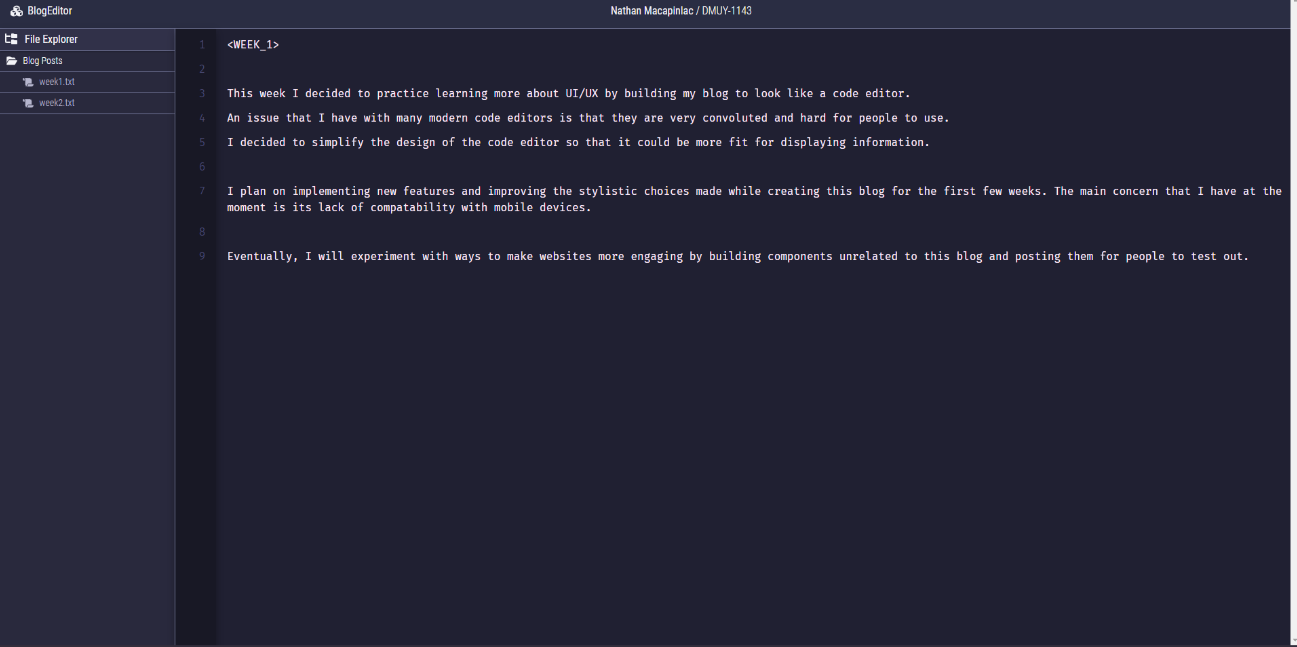 BlogEditor
Nathan Macapinlac / DMUY-1143
File Explorer
Blog Posts
week1.txt
week2.txt
1 <WEEK_1>
2
3 This week I decided to practice learning more about UI/UX by building my blog to look like a code editor.
4 An issue that I have with many modern code editors is that they are very convoluted and hard for people to use.
5 I decided to simplify the design of the code editor so that it could be more fit for displaying information.
6
7 I plan on implementing new features and improving the stylistic choices made while creating this blog for the first few weeks. The main concern that I have at the
moment is its lack of compatability with mobile devices.
8
9 Eventually, I will experiment with ways to make websites more engaging by building components unrelated to this blog and posting them for people to test out.